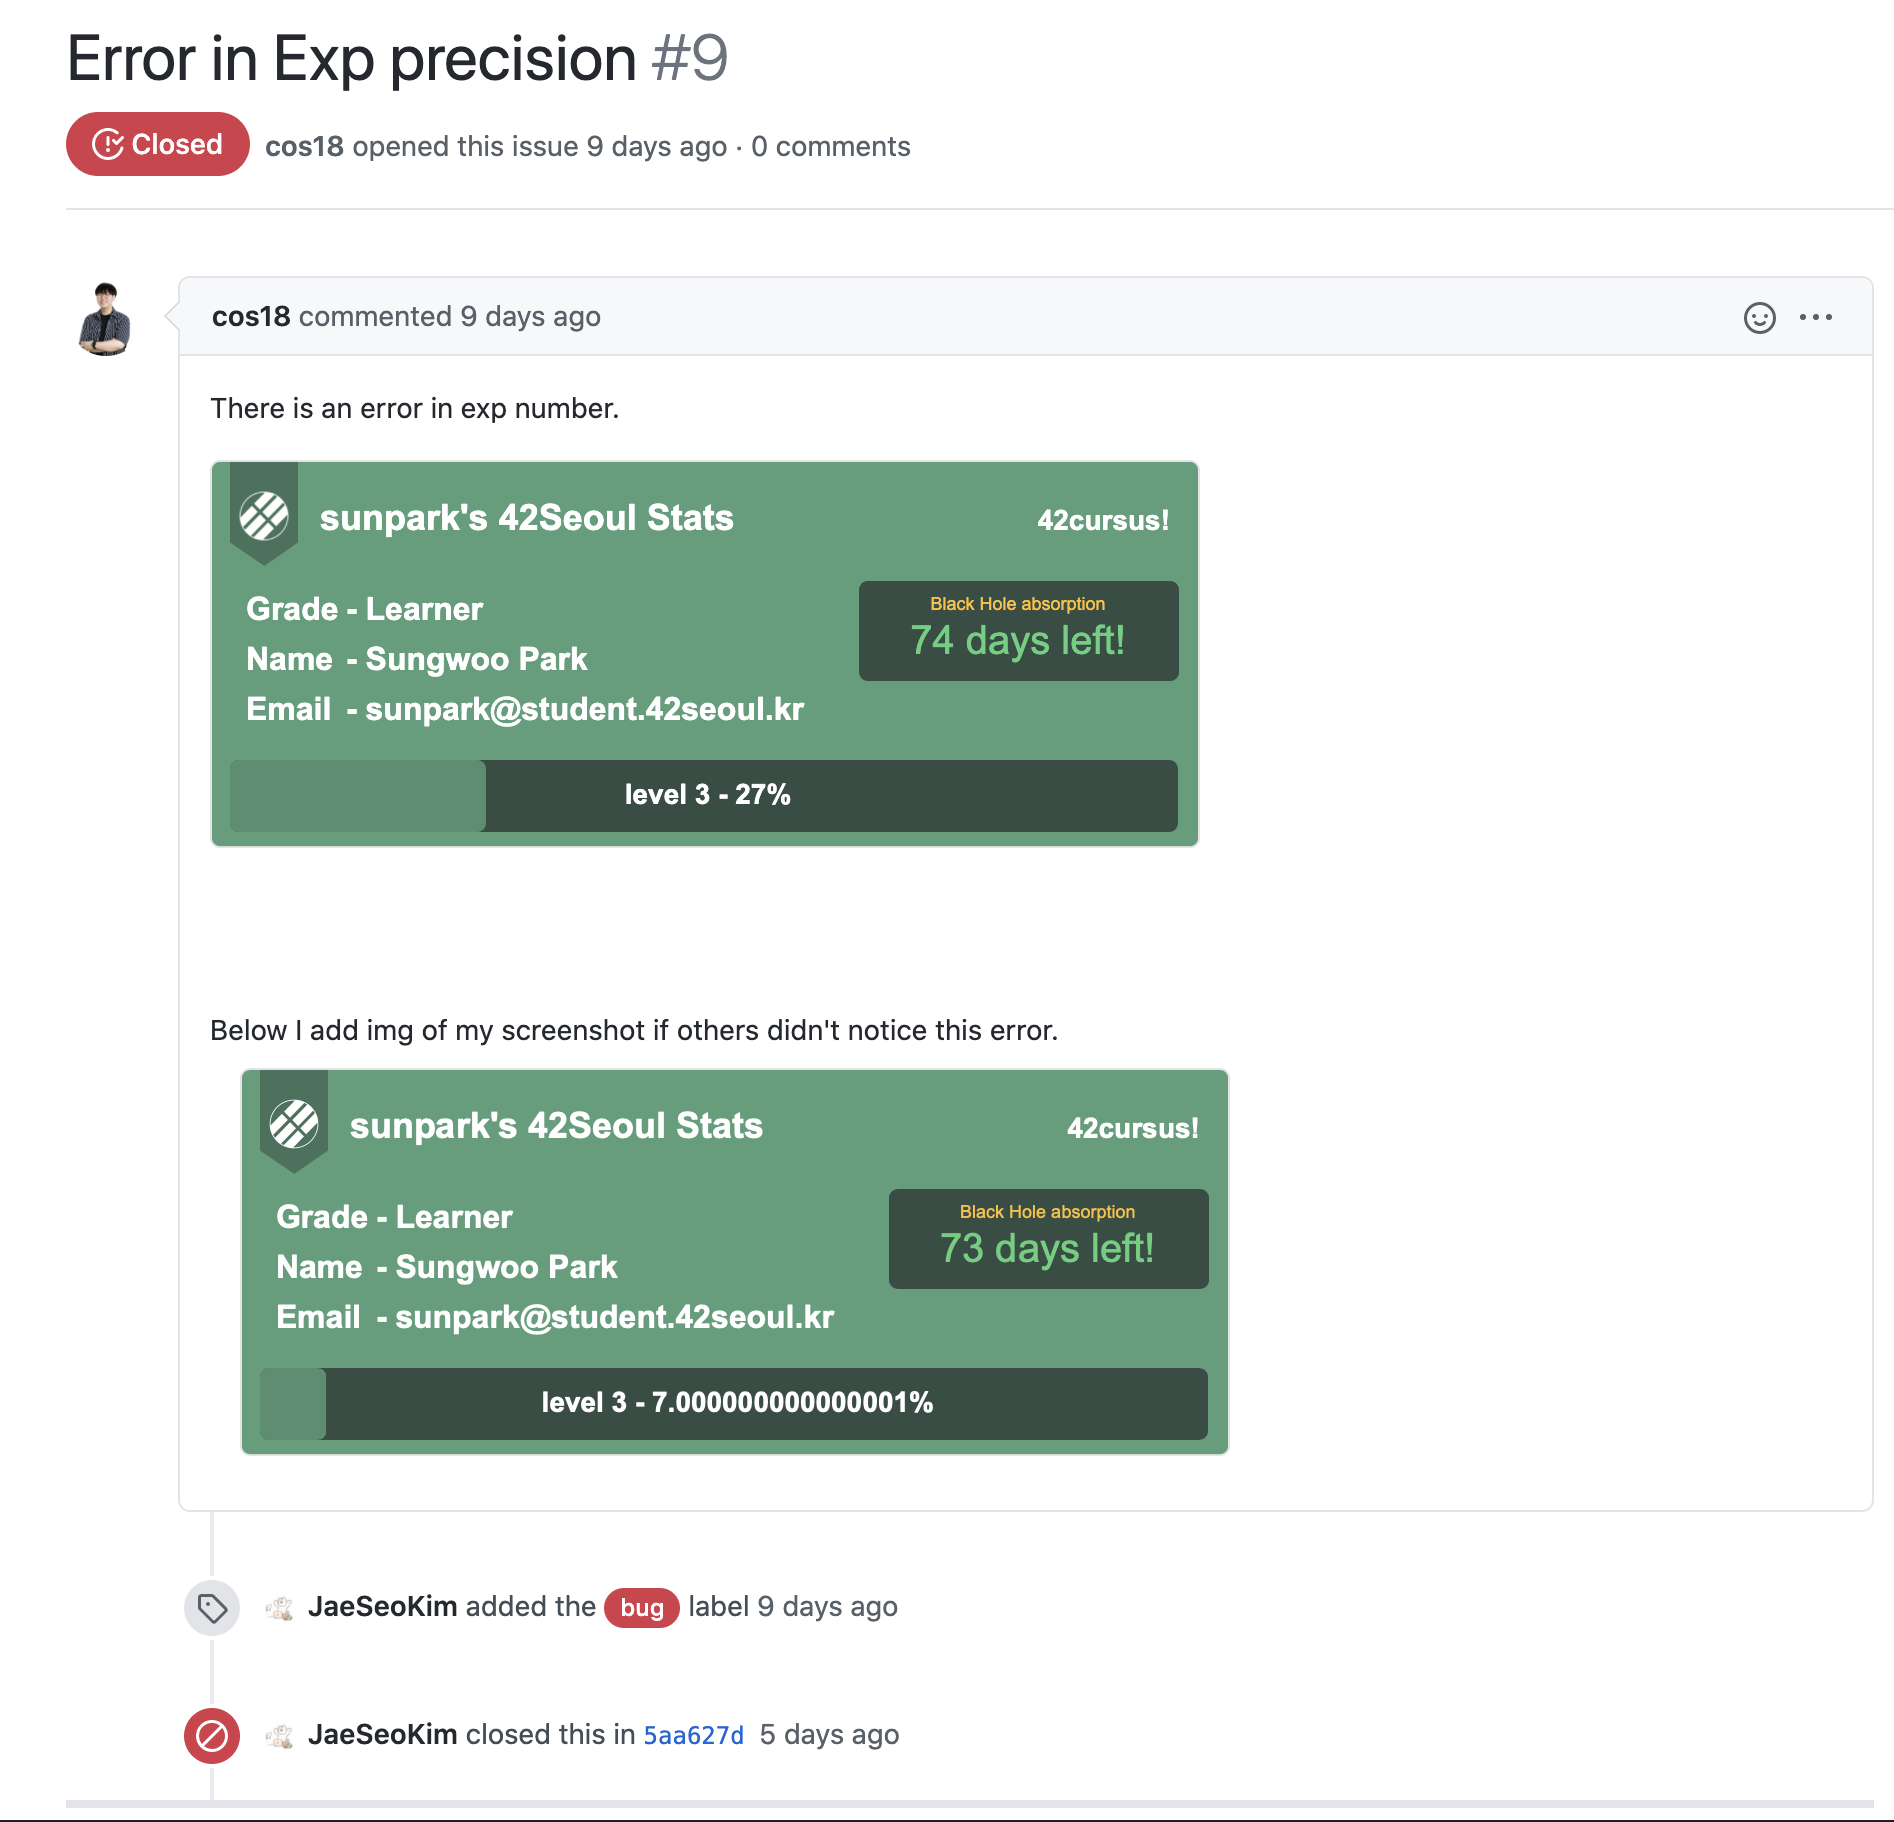 Error in Exp precision #9
Closed cos18 opened this issue 9 days ago · 0 comments
cos18 commented 9 days ago
There is an error in exp number.
sunpark's 42Seoul Stats 42cursus!
Grade - Learner
Name - Sungwoo Park
Email - sunpark@student.42seoul.kr
Black Hole absorption
74 days left!
level 3 - 27%
Below I add img of my screenshot if others didn't notice this error.
sunpark's 42Seoul Stats 42cursus!
Grade - Learner
Name - Sungwoo Park
Email - sunpark@student.42seoul.kr
Black Hole absorption
73 days left!
level 3 - 7.000000000000001%
JaeSeoKim added the bug label 9 days ago
JaeSeoKim closed this in 5aa627d 5 days ago